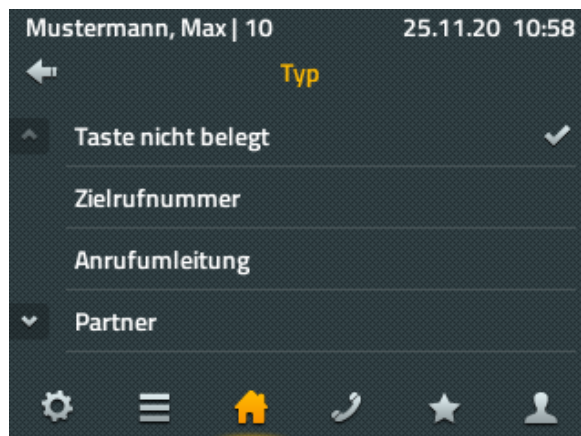 Mustermann, Max | 10 25.11.20 10:58
Typ
Taste nicht belegt
Zielrufnummer
Anrufumleitung
Partner